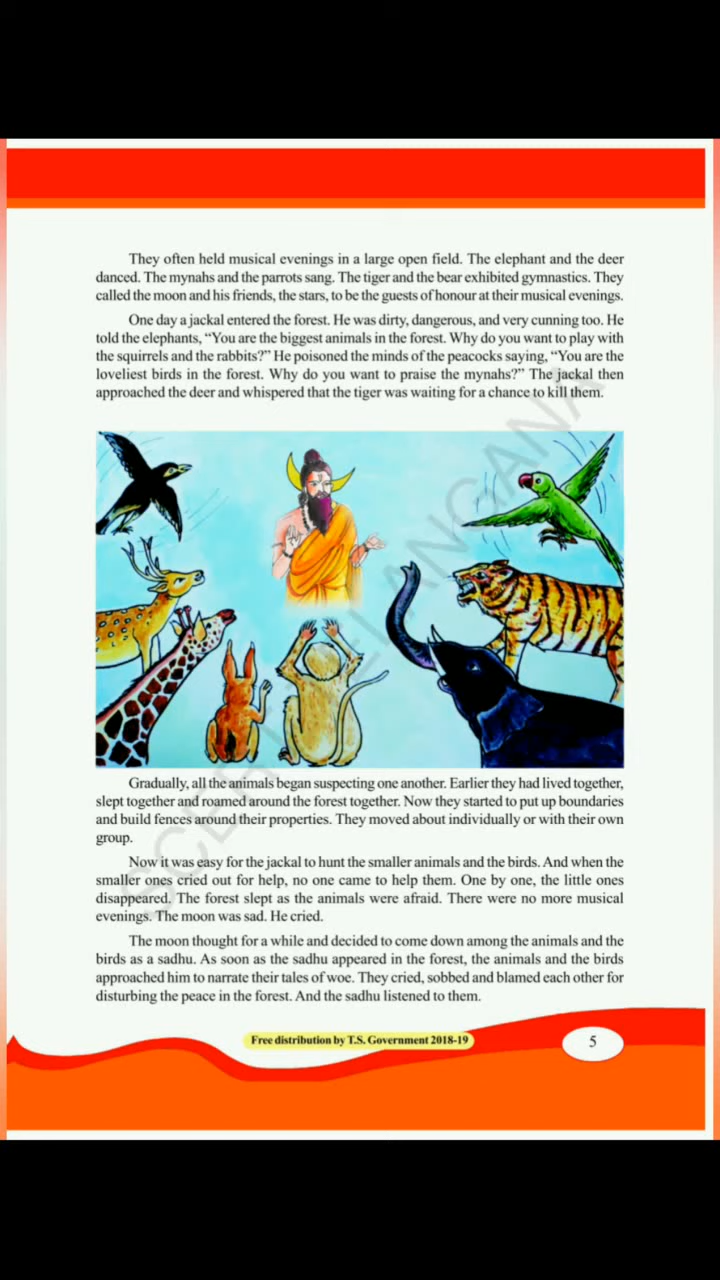 They often held musical evenings in a large open field. The elephant and the deer
danced. The mynahs and the parrots sang. The tiger and the bear exhibited gymnastics. They
called the moon and his friends, the stars, to be the guests of honour at their musical evenings.
One day a jackal entered the forest. He was dirty, dangerous, and very cunning too. He
told the elephants, “You are the biggest animals in the forest. Why do you want to play with
the squirrels and the rabbits?” He poisoned the minds of the peacocks saying, “You are the
loveliest birds in the forest. Why do you want to praise the mynahs?” The jackal then
approached the deer and whispered that the tiger was waiting for a chance to kill them.
SCERT TELANGANA
Gradually, all the animals began suspecting one another. Earlier they had lived together,
slept together and roamed around the forest together. Now they started to put up boundaries
and build fences around their properties. They moved about individually or with their own
group.
Now it was easy for the jackal to hunt the smaller animals and the birds. And when the
smaller ones cried out for help, no one came to help them. One by one, the little ones
disappeared. The forest slept as the animals were afraid. There were no more musical
evenings. The moon was sad. He cried.
The moon thought for a while and decided to come down among the animals and the
birds as a sadhu. As soon as the sadhu appeared in the forest, the animals and the birds
approached him to narrate their tales of woe. They cried, sobbed and blamed each other for
disturbing the peace in the forest. And the sadhu listened to them.
Free distribution by T.S. Government 2018-19
5